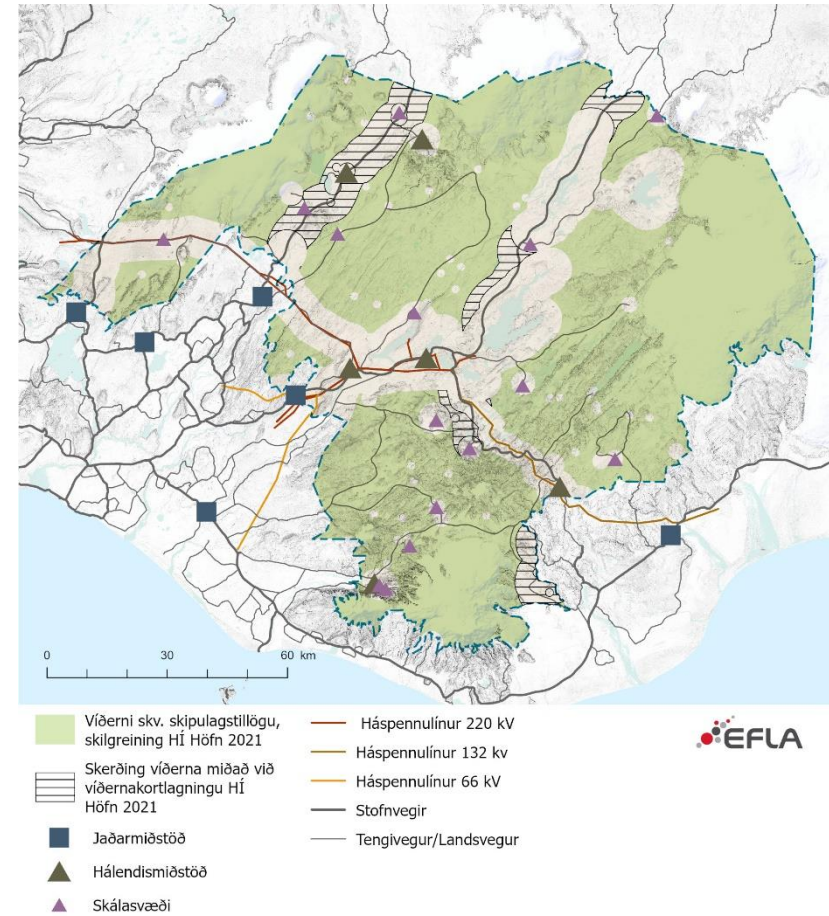 0 30 60 km
Víðerni skv. skipulagstillögu,
skilgreining HÍ Höfn 2021
Skerðing víðerna miðað við
víðernakortlagningu HÍ
Höfn 2021
Jaðarmiðstöð
Hálendismiðstöð
Skálasvæði
Háspennulínur 220 kV
Háspennulínur 132 kv
Háspennulínur 66 kV
Stofnvegir
Tengivegur/Landsvegur
EFLA